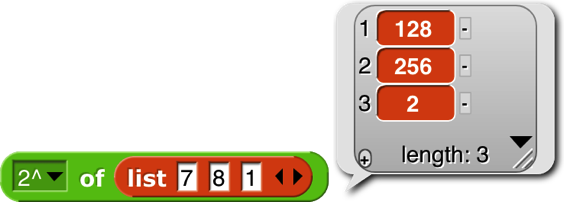 1 128 -
2 256 -
3 2 -
+ length: 3
2^ of list 7 8 1